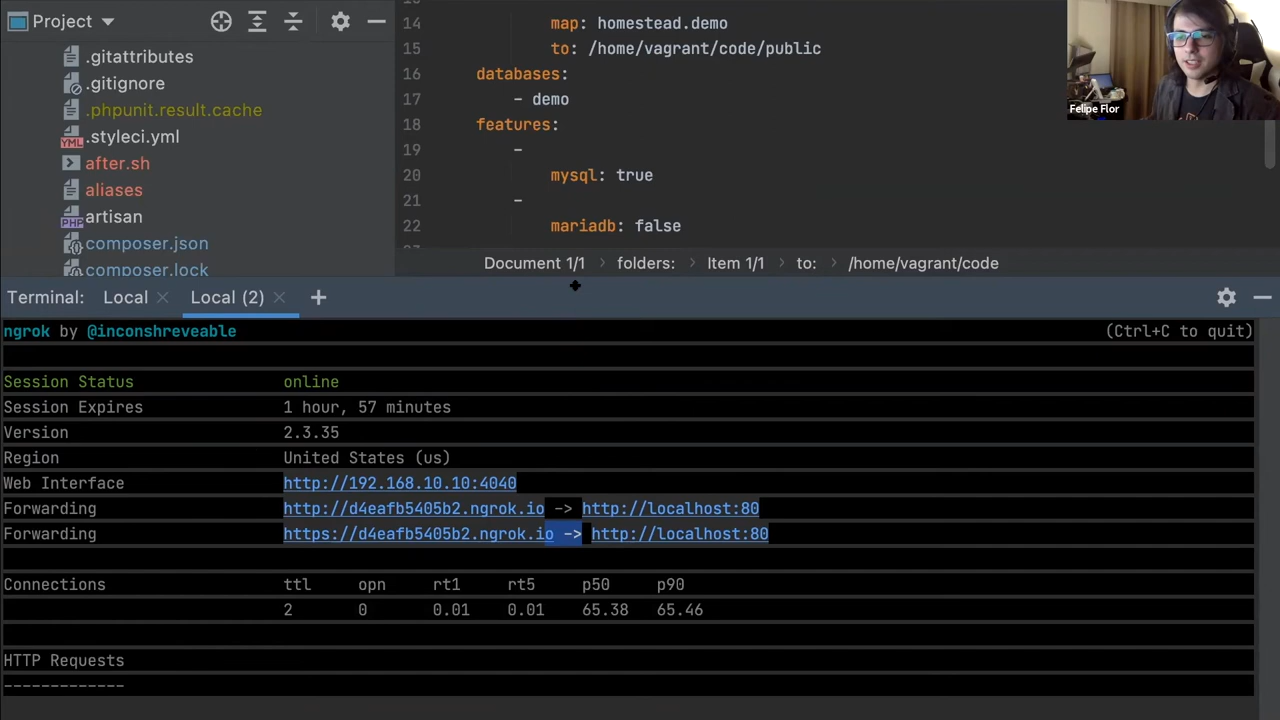 Project
.gitattributes
.gitignore
.phpunit.result.cache
.styleci.yml
after.sh
aliases
artisan
composer.json
composer.lock
14 map: homestead.demo
15 to: /home/vagrant/code/public
16 databases:
17 - demo
18 features:
19 -
20 mysql: true
21 -
22 mariadb: false
Document 1/1 › folders: › Item 1/1 › to: › /home/vagrant/code
Felipe Flor
Terminal: Local Local (2)
ngrok by @inconshreveable (Ctrl+C to quit)
Session Status online
Session Expires 1 hour, 57 minutes
Version 2.3.35
Region United States (us)
Web Interface http://192.168.10.10:4040
Forwarding http://d4eafb5405b2.ngrok.io -> http://localhost:80
Forwarding https://d4eafb5405b2.ngrok.io -> http://localhost:80
Connections ttl opn rt1 rt5 p50 p90
2 0 0.01 0.01 65.38 65.46
HTTP Requests
-------------